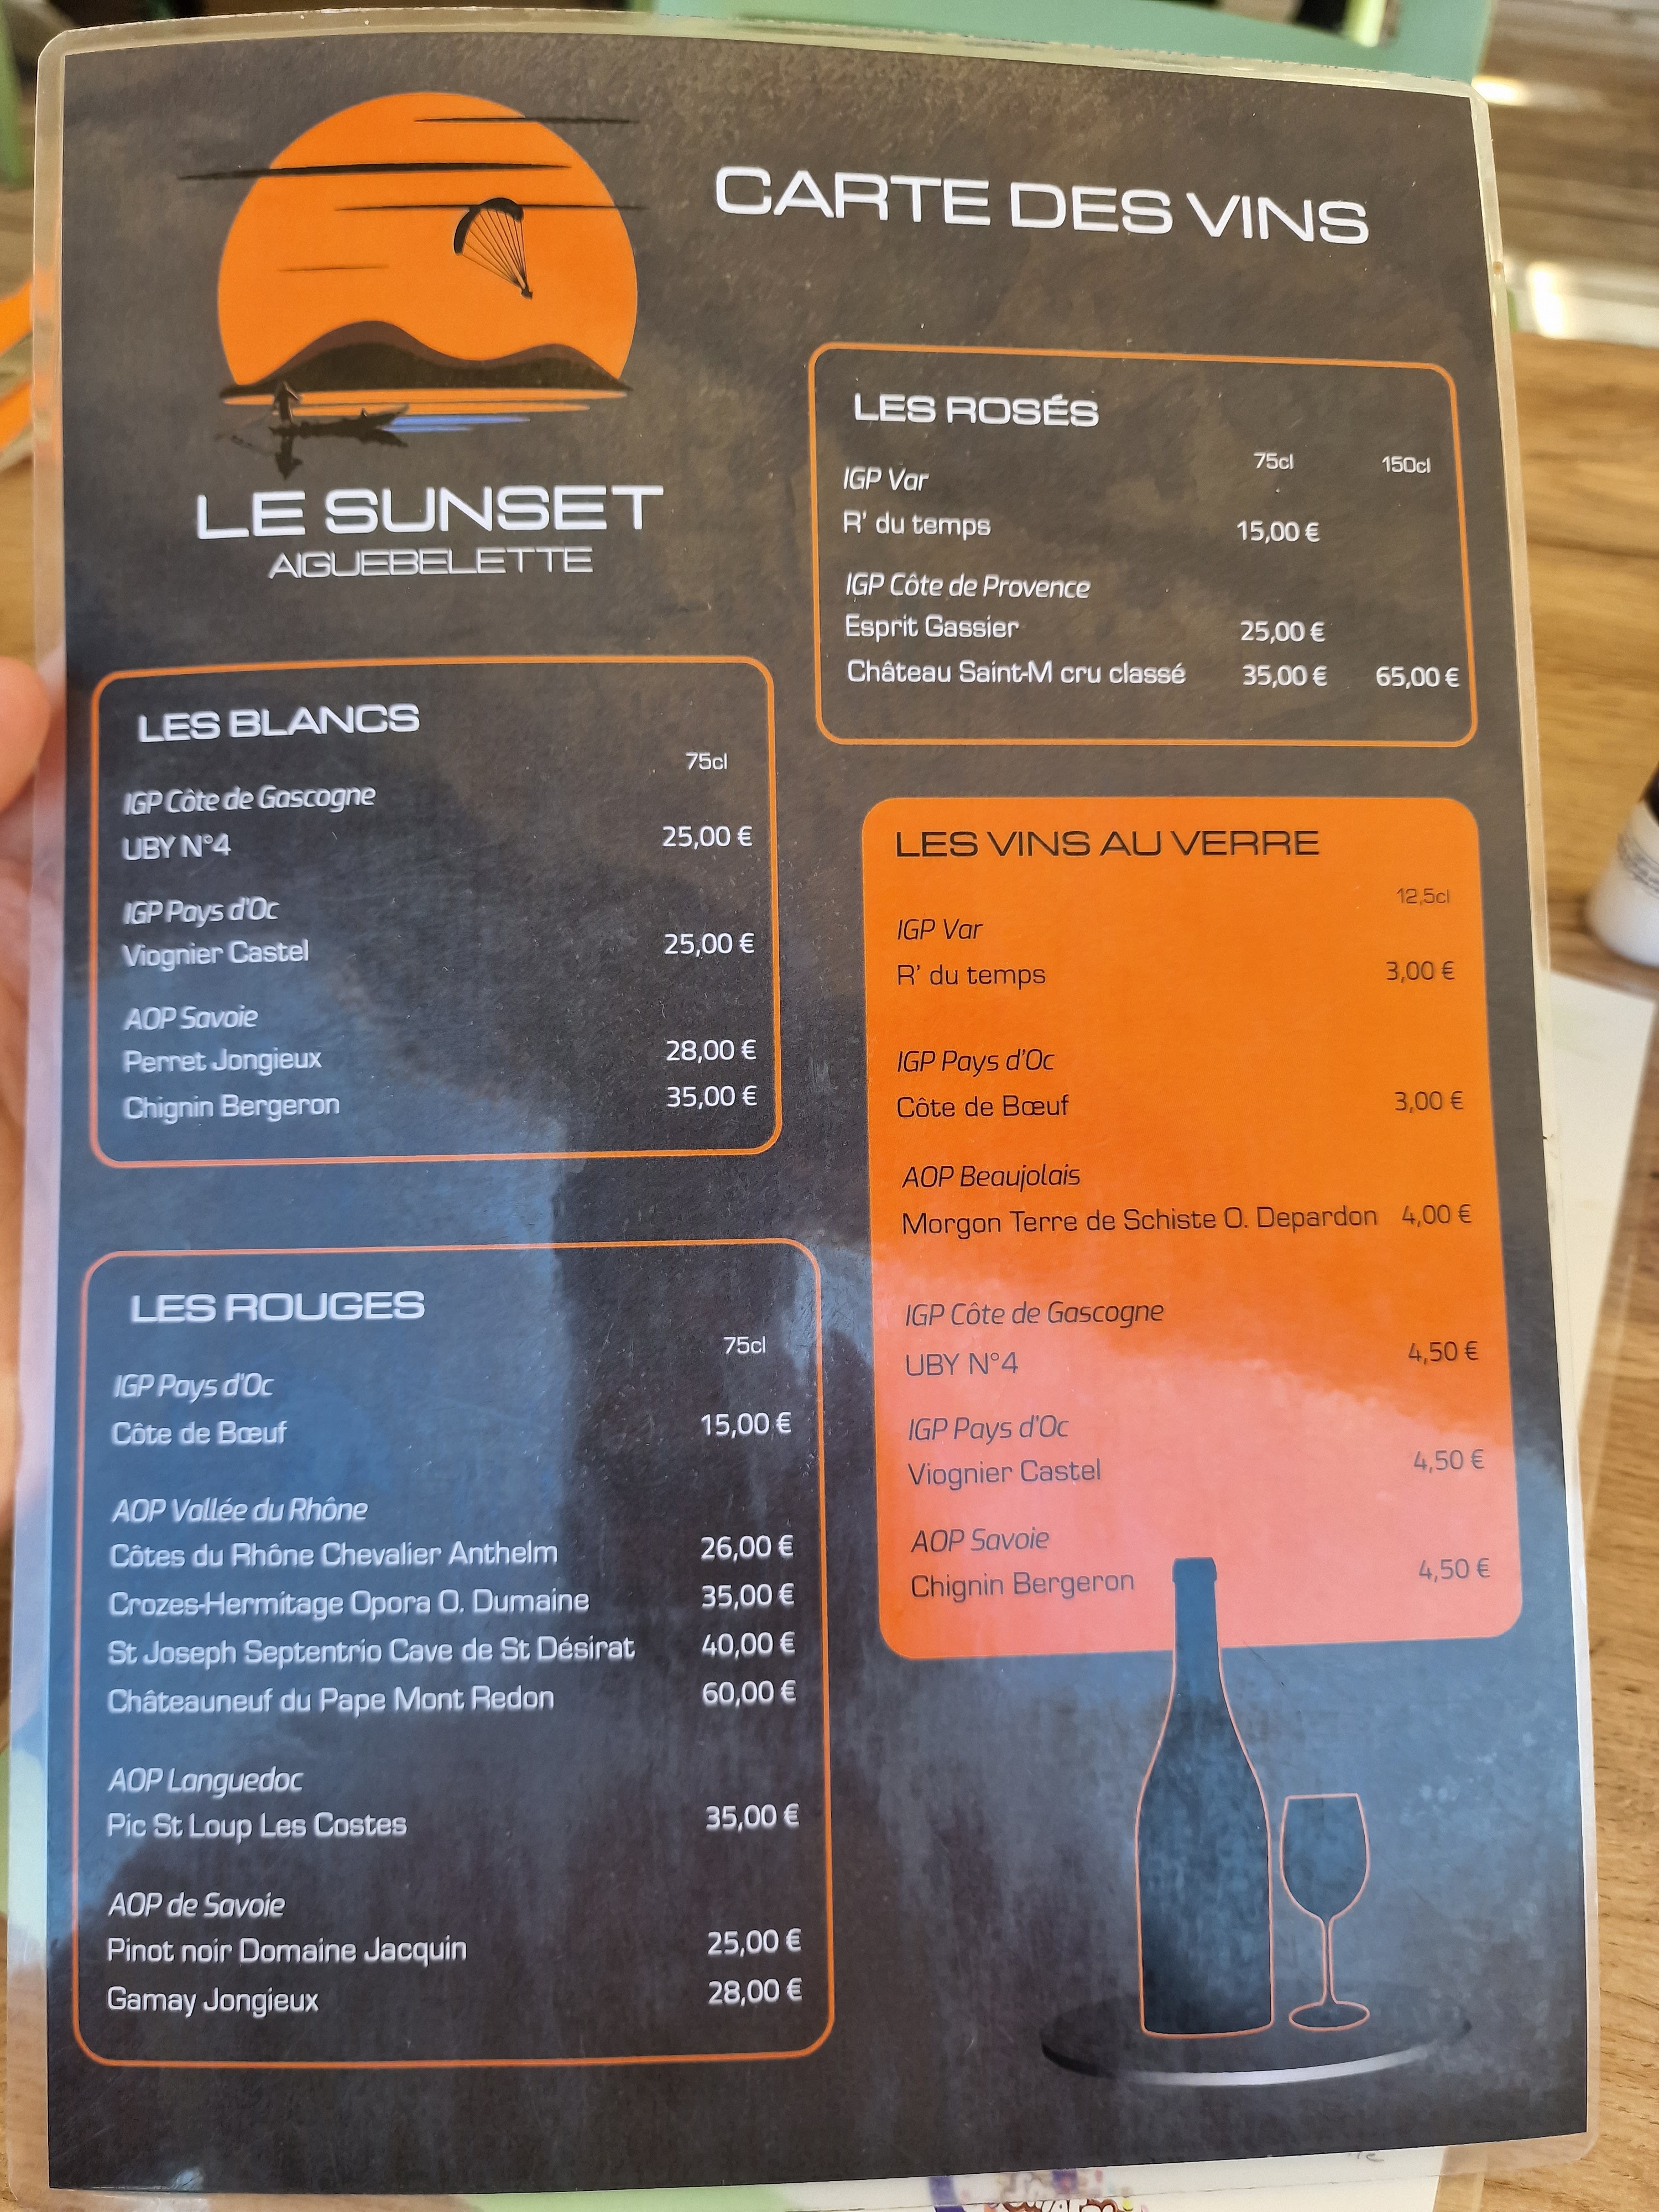 LE SUNSET
AIGUEBELETTE
CARTE DES VINS
LES ROSÉS
75cl 150cl
IGP Var
R' du temps 15,00 €
IGP Côte de Provence
Esprit Gassier 25,00 €
Château Saint-M cru classé 35,00 € 65,00 €
LES BLANCS
75cl
IGP Côte de Gascogne
UBY N°4 25,00 €
IGP Pays d'Oc
Viognier Castel 25,00 €
AOP Savoie
Perret Jongieux 28,00 €
Chignin Bergeron 35,00 €
LES VINS AU VERRE
12,5cl
IGP Var
R' du temps 3,00 €
IGP Pays d'Oc
Côte de Bœuf 3,00 €
AOP Beaujolais
Morgon Terre de Schiste O. Depardon 4,00 €
IGP Côte de Gascogne
UBY N°4 4,50 €
IGP Pays d'Oc
Viognier Castel 4,50 €
AOP Savoie
Chignin Bergeron 4,50 €
LES ROUGES
75cl
IGP Pays d'Oc
Côte de Bœuf 15,00 €
AOP Vallée du Rhône
Côtes du Rhône Chevalier Anthelm 26,00 €
Crozes-Hermitage Opora O. Dumaine 35,00 €
St Joseph Septentrio Cave de St Désirat 40,00 €
Châteauneuf du Pape Mont Redon 60,00 €
AOP Languedoc
Pic St Loup Les Costes 35,00 €
AOP de Savoie
Pinot noir Domaine Jacquin 25,00 €
Gamay Jongieux 28,00 €